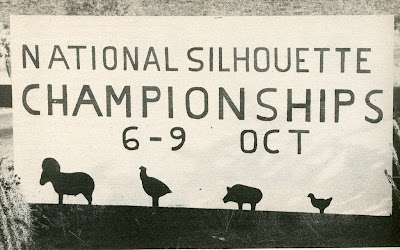 NATIONAL SILHOUETTE
CHAMPIONSHIPS
6-9 OCT